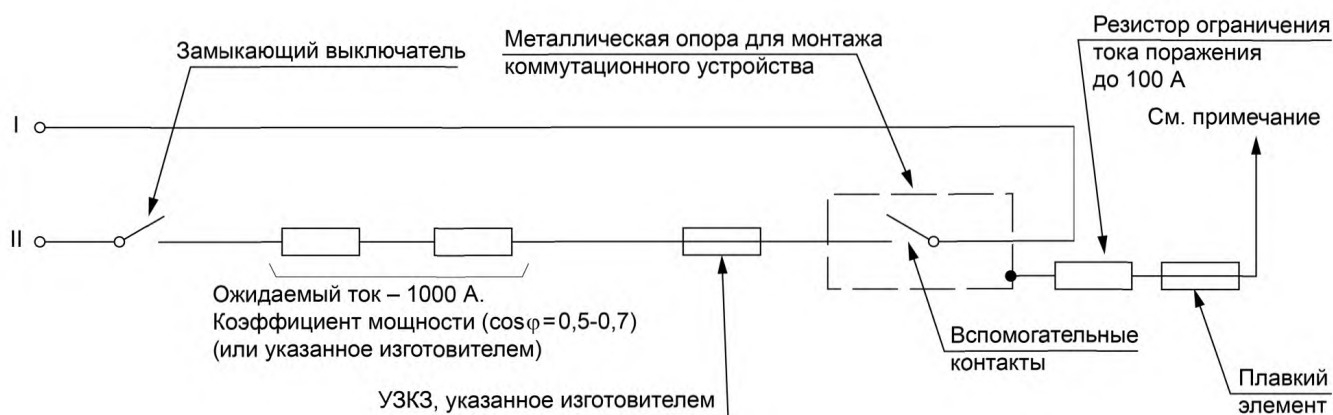 Замыкающий выключатель
Металлическая опора для монтажа
коммутационного устройства
Резистор ограничения
тока поражения
до 100 А
См. примечание
I
II
Ожидаемый ток – 1000 А.
Коэффициент мощности (cosφ=0,5-0,7)
(или указанное изготовителем)
УЗКЗ, указанное изготовителем
Вспомогательные
контакты
Плавкий
элемент